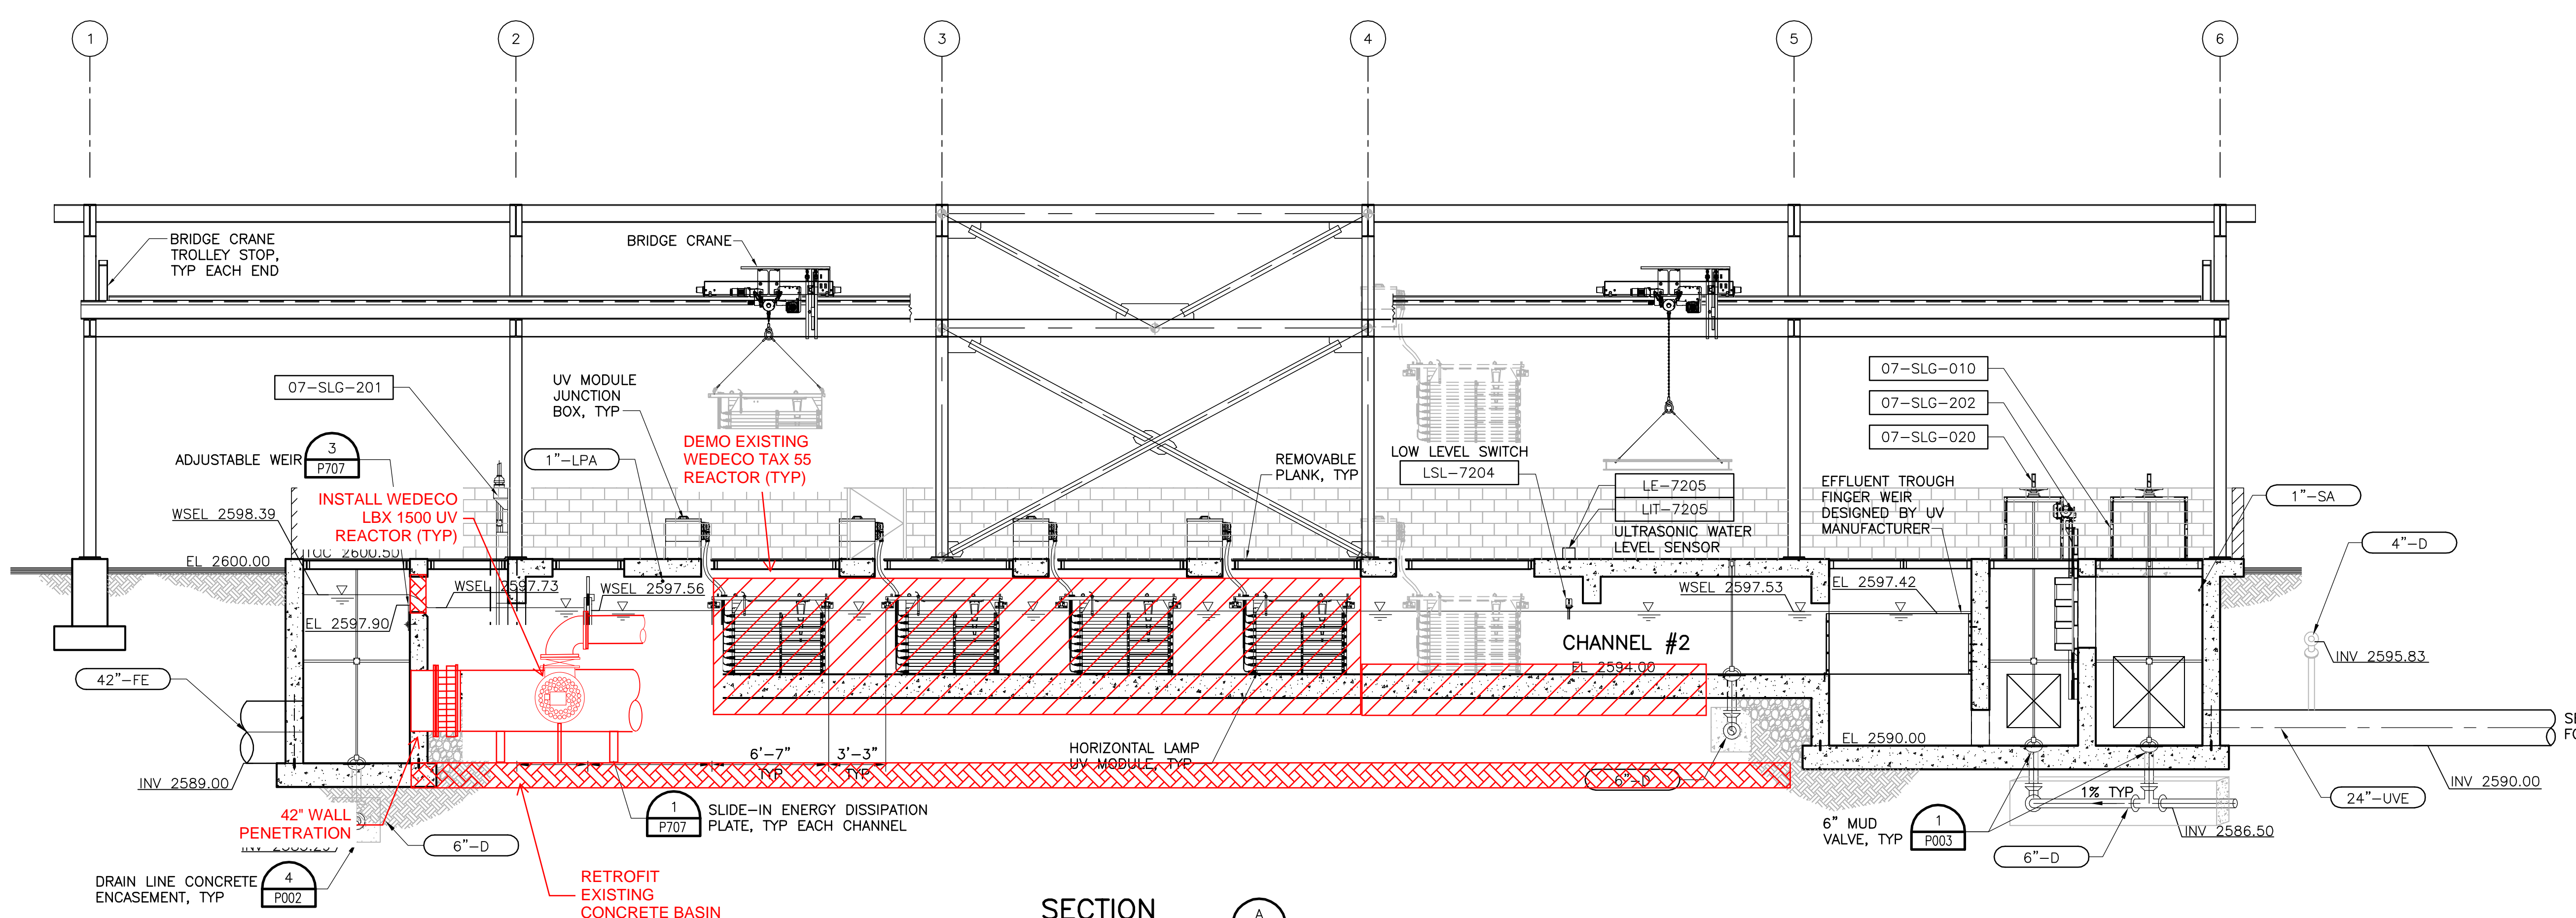 1
2
3
4
5
6
BRIDGE CRANE
TROLLEY STOP,
TYP EACH END
BRIDGE CRANE
07-SLG-201
UV MODULE
JUNCTION
BOX, TYP
DEMO EXISTING
WEDECO TAX 55
REACTOR (TYP)
1"-LPA
ADJUSTABLE WEIR
3
P707
INSTALL WEDECO
LBX 1500 UV
REACTOR (TYP)
REMOVABLE
PLANK, TYP
LOW LEVEL SWITCH
LSL-7204
LE-7205
LIT-7205
ULTRASONIC WATER
LEVEL SENSOR
07-SLG-010
07-SLG-202
07-SLG-020
EFFLUENT TROUGH
FINGER WEIR
DESIGNED BY UV
MANUFACTURER
1"-SA
4"-D
WSEL 2598.39
EL 2600.00
TOC 2600.50
WSEL 2597.73
WSEL 2597.56
WSEL 2597.53
EL 2597.42
EL 2597.90
CHANNEL #2
EL 2594.00
INV 2595.83
42"-FE
INV 2589.00
6'-7"
TYP
3'-3"
TYP
HORIZONTAL LAMP
UV MODULE, TYP
6"-D
EL 2590.00
INV 2590.00
24"-UVE
1% TYP
INV 2586.50
42" WALL
PENETRATION
6"-D
1
P707
SLIDE-IN ENERGY DISSIPATION
PLATE, TYP EACH CHANNEL
6" MUD
VALVE, TYP
1
P003
6"-D
DRAIN LINE CONCRETE
ENCASEMENT, TYP
4
P002
RETROFIT
EXISTING
CONCRETE BASIN
SECTION
A